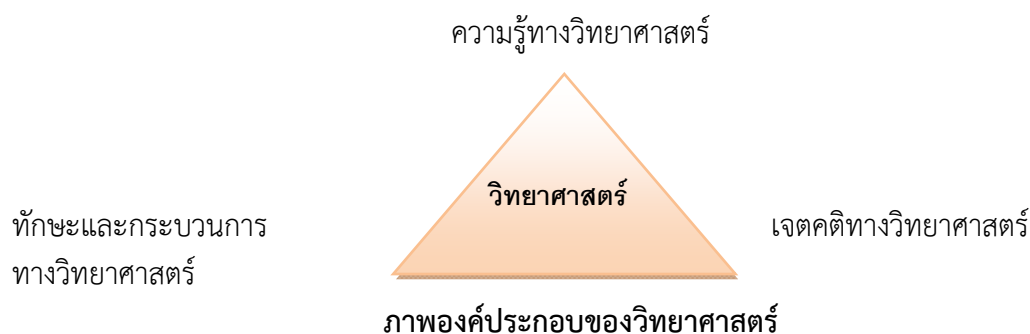 ความรู้ทางวิทยาศาสตร์
วิทยาศาสตร์
ทักษะและกระบวนการ
ทางวิทยาศาสตร์
เจตคติทางวิทยาศาสตร์
ภาพองค์ประกอบของวิทยาศาสตร์